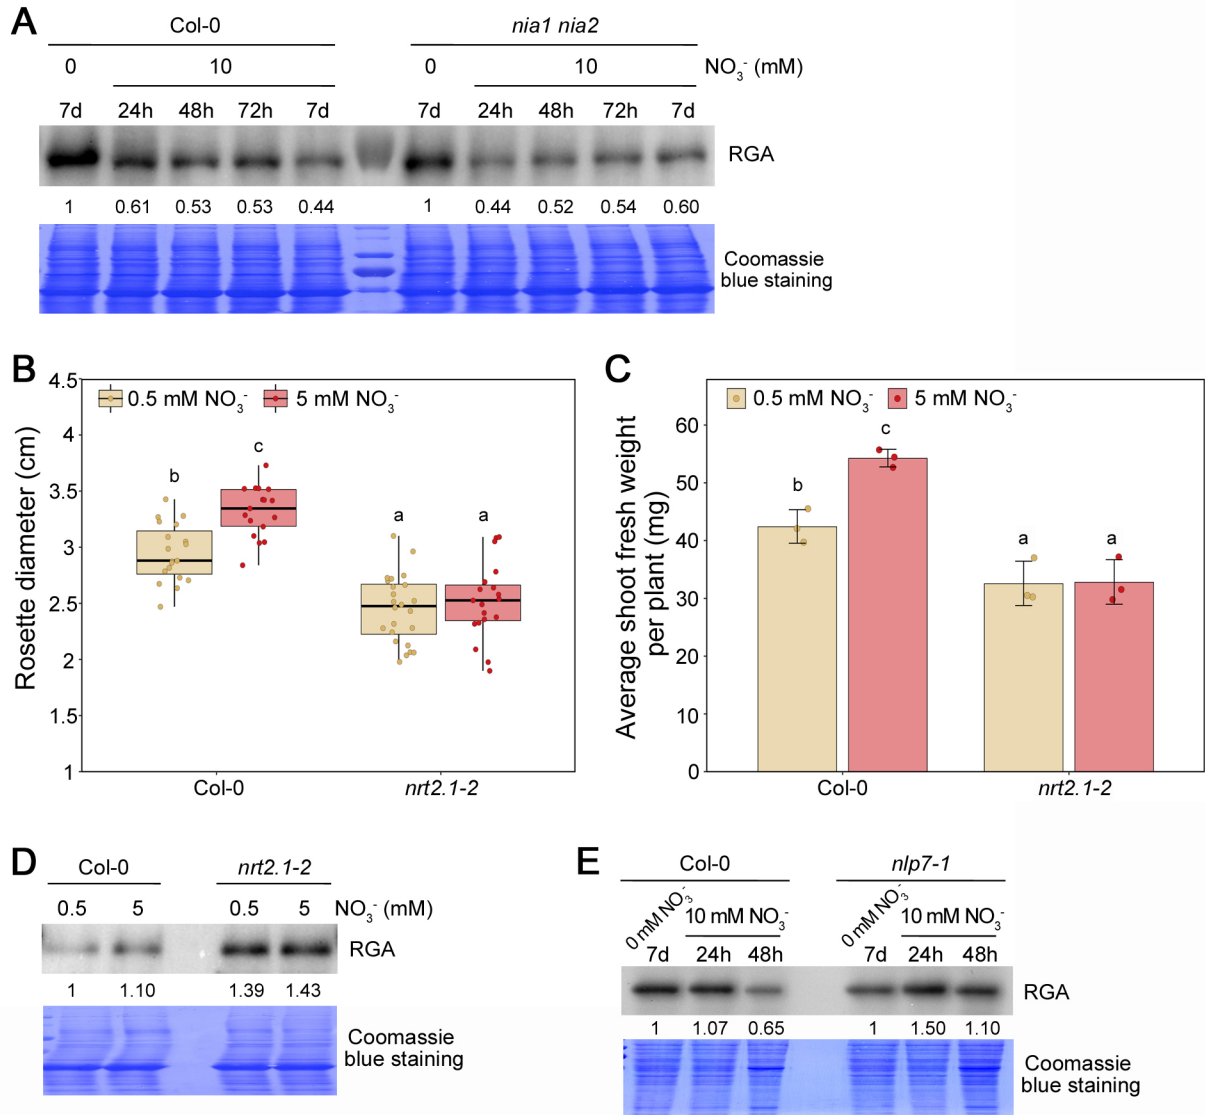 A
Col-0 nia1 nia2
0 10 0 10 NO₃⁻ (mM)
7d 24h 48h 72h 7d 7d 24h 48h 72h 7d
RGA
1 0.61 0.53 0.53 0.44 1 0.44 0.52 0.54 0.60
Coomassie
blue staining
B
Rosette diameter (cm)
4.5
4
3.5
3
2.5
2
1.5
1
0.5 mM NO₃⁻ 5 mM NO₃⁻
b c a a
Col-0 nrt2.1-2
C
Average shoot fresh weight
per plant (mg)
60
50
40
30
20
10
0
0.5 mM NO₃⁻ 5 mM NO₃⁻
b c a a
Col-0 nrt2.1-2
D
Col-0 nrt2.1-2
0.5 5 0.5 5 NO₃⁻ (mM)
RGA
1 1.10 1.39 1.43
Coomassie
blue staining
E
Col-0 nlp7-1
0 mM NO₃⁻ 10 mM NO₃⁻ 0 mM NO₃⁻ 10 mM NO₃⁻
7d 24h 48h 7d 24h 48h
RGA
1 1.07 0.65 1 1.50 1.10
Coomassie
blue staining